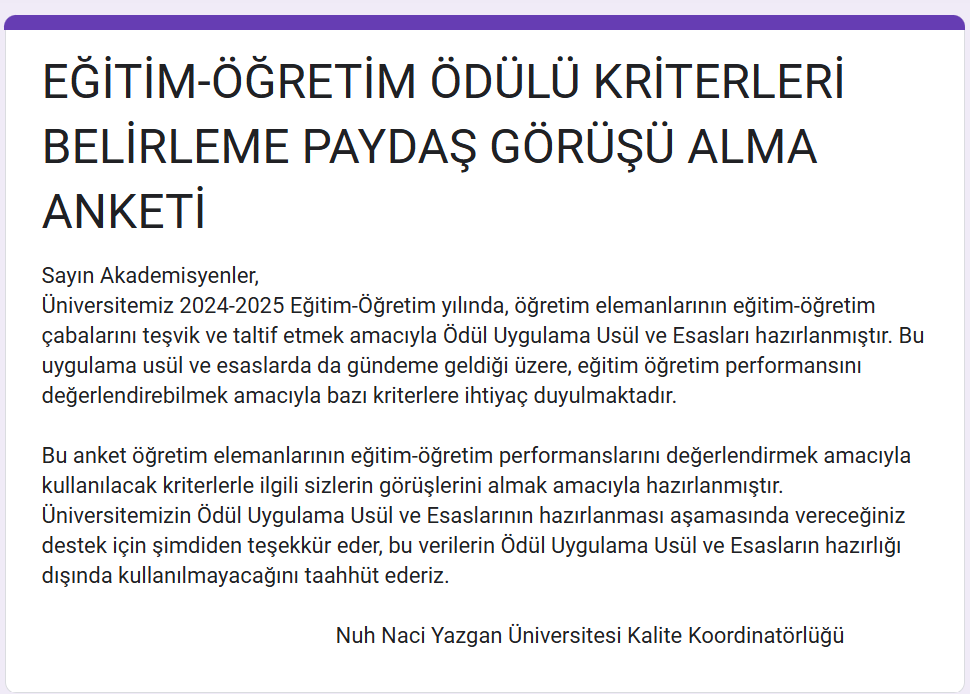 EĞİTİM-ÖĞRETİM ÖDÜLÜ KRİTERLERİ
BELİRLEME PAYDAŞ GÖRÜŞÜ ALMA
ANKETİ
Sayın Akademisyenler,
Üniversitemiz 2024-2025 Eğitim-Öğretim yılında, öğretim elemanlarının eğitim-öğretim
çabalarını teşvik ve taltif etmek amacıyla Ödül Uygulama Usül ve Esasları hazırlanmıştır. Bu
uygulama usül ve esaslarda da gündeme geldiği üzere, eğitim öğretim performansını
değerlendirebilmek amacıyla bazı kriterlere ihtiyaç duyulmaktadır.
Bu anket öğretim elemanlarının eğitim-öğretim performanslarını değerlendirmek amacıyla
kullanılacak kriterlerle ilgili sizlerin görüşlerini almak amacıyla hazırlanmıştır.
Üniversitemizin Ödül Uygulama Usül ve Esaslarının hazırlanması aşamasında vereceğiniz
destek için şimdiden teşekkür eder, bu verilerin Ödül Uygulama Usül ve Esasların hazırlığı
dışında kullanılmayacağını taahhüt ederiz.
Nuh Naci Yazgan Üniversitesi Kalite Koordinatörlüğü